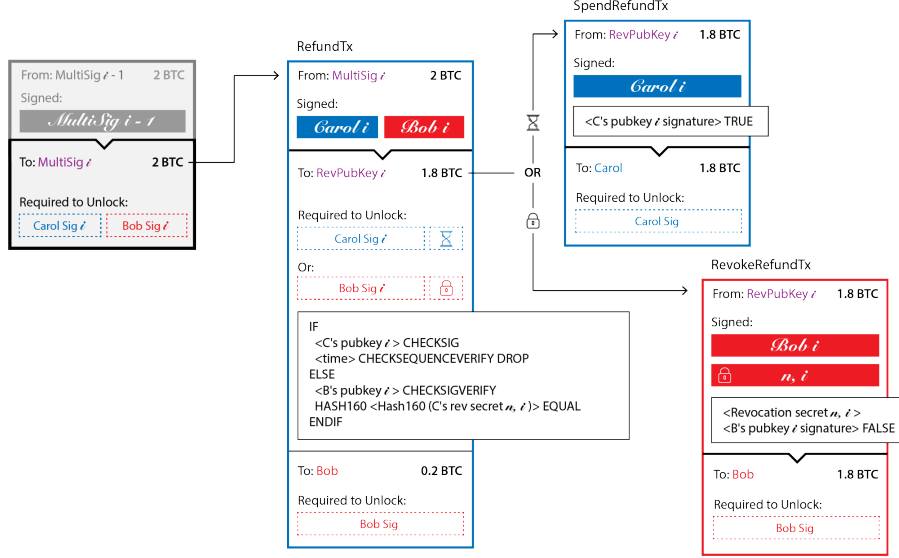 SpendRefundTx
RefundTx
From: MultiSig i - 1 2 BTC
Signed:
MultiSig i - 1
To: MultiSig i 2 BTC
Required to Unlock:
Carol Sig i Bob Sig i
From: MultiSig i 2 BTC
Signed:
Carol i Bob i
To: RevPubKey i 1.8 BTC
Required to Unlock:
Carol Sig i
Or:
Bob Sig i
IF
<C's pubkey i > CHECKSIG
<time> CHECKSEQUENCEVERIFY DROP
ELSE
<B's pubkey i > CHECKSIGVERIFY
HASH160 <Hash160 (C's rev secret n, i )> EQUAL
ENDIF
To: Bob 0.2 BTC
Required to Unlock:
Bob Sig
OR
From: RevPubKey i 1.8 BTC
Signed:
Carol i
<C's pubkey i signature> TRUE
To: Carol 1.8 BTC
Required to Unlock:
Carol Sig
RevokeRefundTx
From: RevPubKey i 1.8 BTC
Signed:
Bob i
n, i
<Revocation secret n, i >
<B's pubkey i signature> FALSE
To: Bob 1.8 BTC
Required to Unlock:
Bob Sig